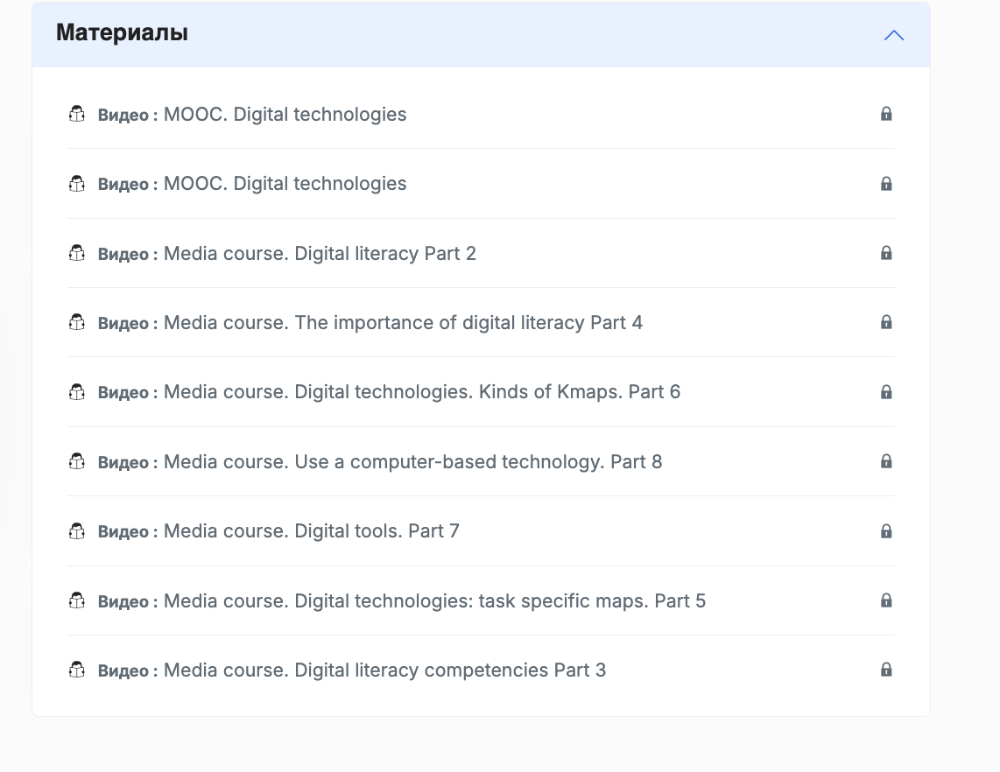 Материалы
Видео : MOOC. Digital technologies
Видео : MOOC. Digital technologies
Видео : Media course. Digital literacy Part 2
Видео : Media course. The importance of digital literacy Part 4
Видео : Media course. Digital technologies. Kinds of Kmaps. Part 6
Видео : Media course. Use a computer-based technology. Part 8
Видео : Media course. Digital tools. Part 7
Видео : Media course. Digital technologies: task specific maps. Part 5
Видео : Media course. Digital literacy competencies Part 3